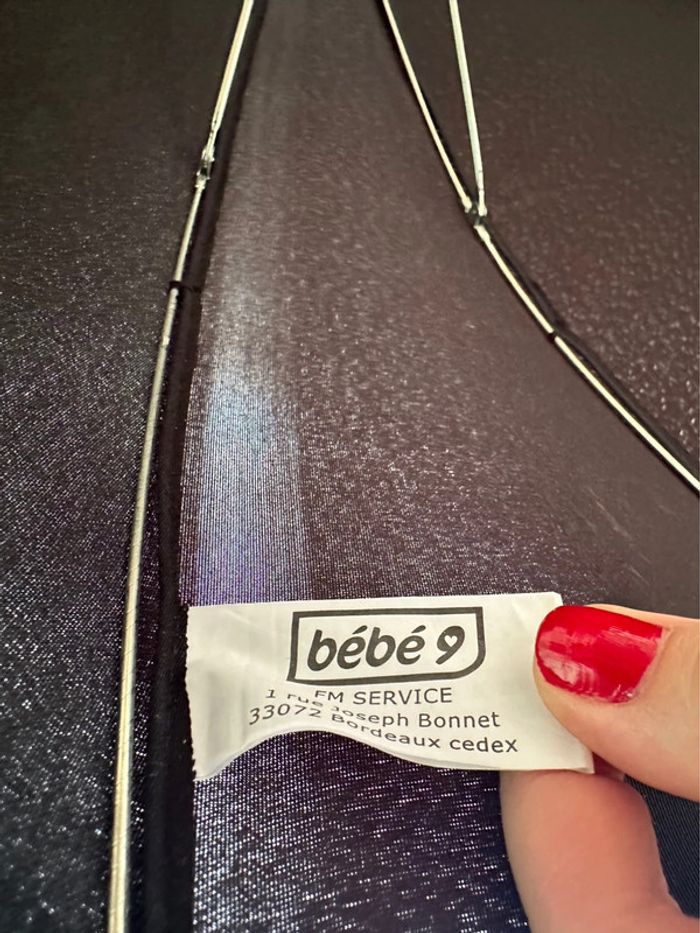 bébé 9
FM SERVICE
1 rue Joseph Bonnet
33072 Bordeaux cedex